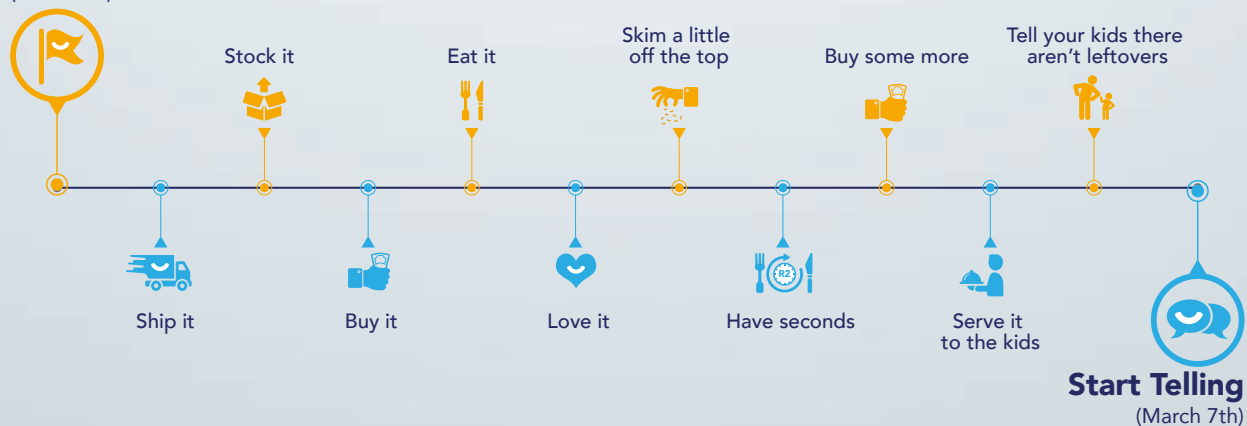 Stock it
Eat it
Skim a little
off the top
Buy some more
Tell your kids there
aren't leftovers
Ship it
Buy it
Love it
R2
Have seconds
Serve it
to the kids
Start Telling
(March 7th)